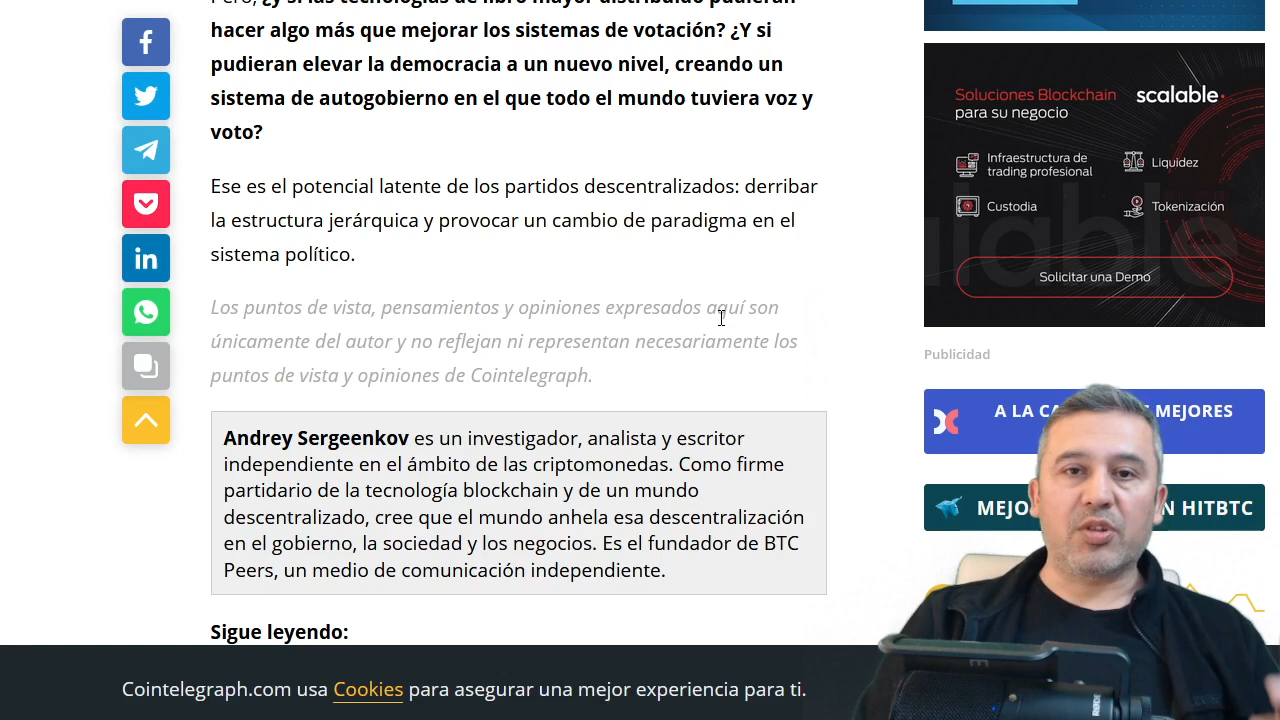 hacer algo más que mejorar los sistemas de votación? ¿Y si
pudieran elevar la democracia a un nuevo nivel, creando un
sistema de autogobierno en el que todo el mundo tuviera voz y
voto?
Ese es el potencial latente de los partidos descentralizados: derribar
la estructura jerárquica y provocar un cambio de paradigma en el
sistema político.
Los puntos de vista, pensamientos y opiniones expresados aquí son
únicamente del autor y no reflejan ni representan necesariamente los
puntos de vista y opiniones de Cointelegraph.
Andrey Sergeenkov es un investigador, analista y escritor
independiente en el ámbito de las criptomonedas. Como firme
partidario de la tecnología blockchain y de un mundo
descentralizado, cree que el mundo anhela esa descentralización
en el gobierno, la sociedad y los negocios. Es el fundador de BTC
Peers, un medio de comunicación independiente.
Sigue leyendo:
Cointelegraph.com usa Cookies para asegurar una mejor experiencia para ti.
Soluciones Blockchain
para su negocio
scalable
Infraestructura de
trading profesional
Liquidez
Custodia
Tokenización
Solicitar una Demo
Publicidad
A LA MEJORES
HITBTC
RØDE